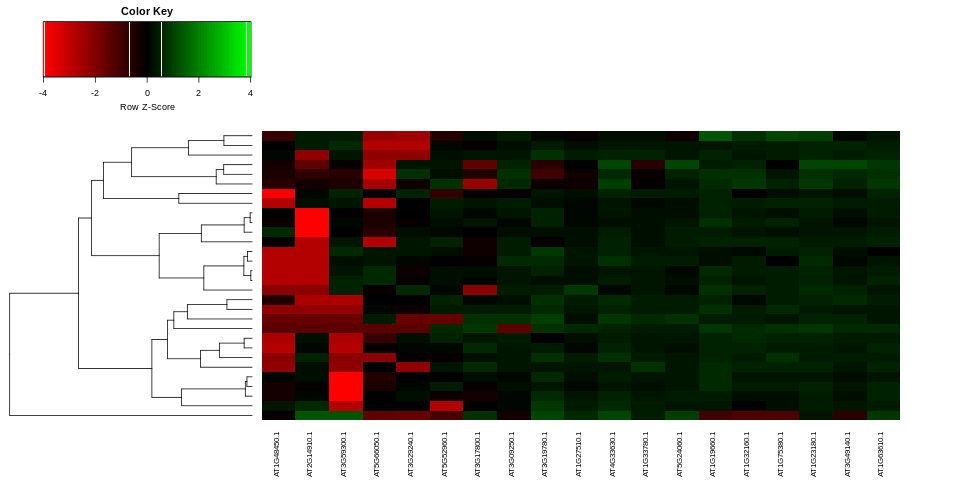 Color Key
-4 -2 0 2 4
Row Z-Score
AT1G48450.1
AT2G14910.1
AT3G59300.1
AT5G66050.1
AT3G29240.1
AT5G52960.1
AT3G17800.1
AT3G09250.1
AT3G19780.1
AT1G27510.1
AT4G33630.1
AT1G33780.1
AT5G24060.1
AT1G19660.1
AT1G32160.1
AT1G75380.1
AT1G23180.1
AT3G49140.1
AT1G63610.1